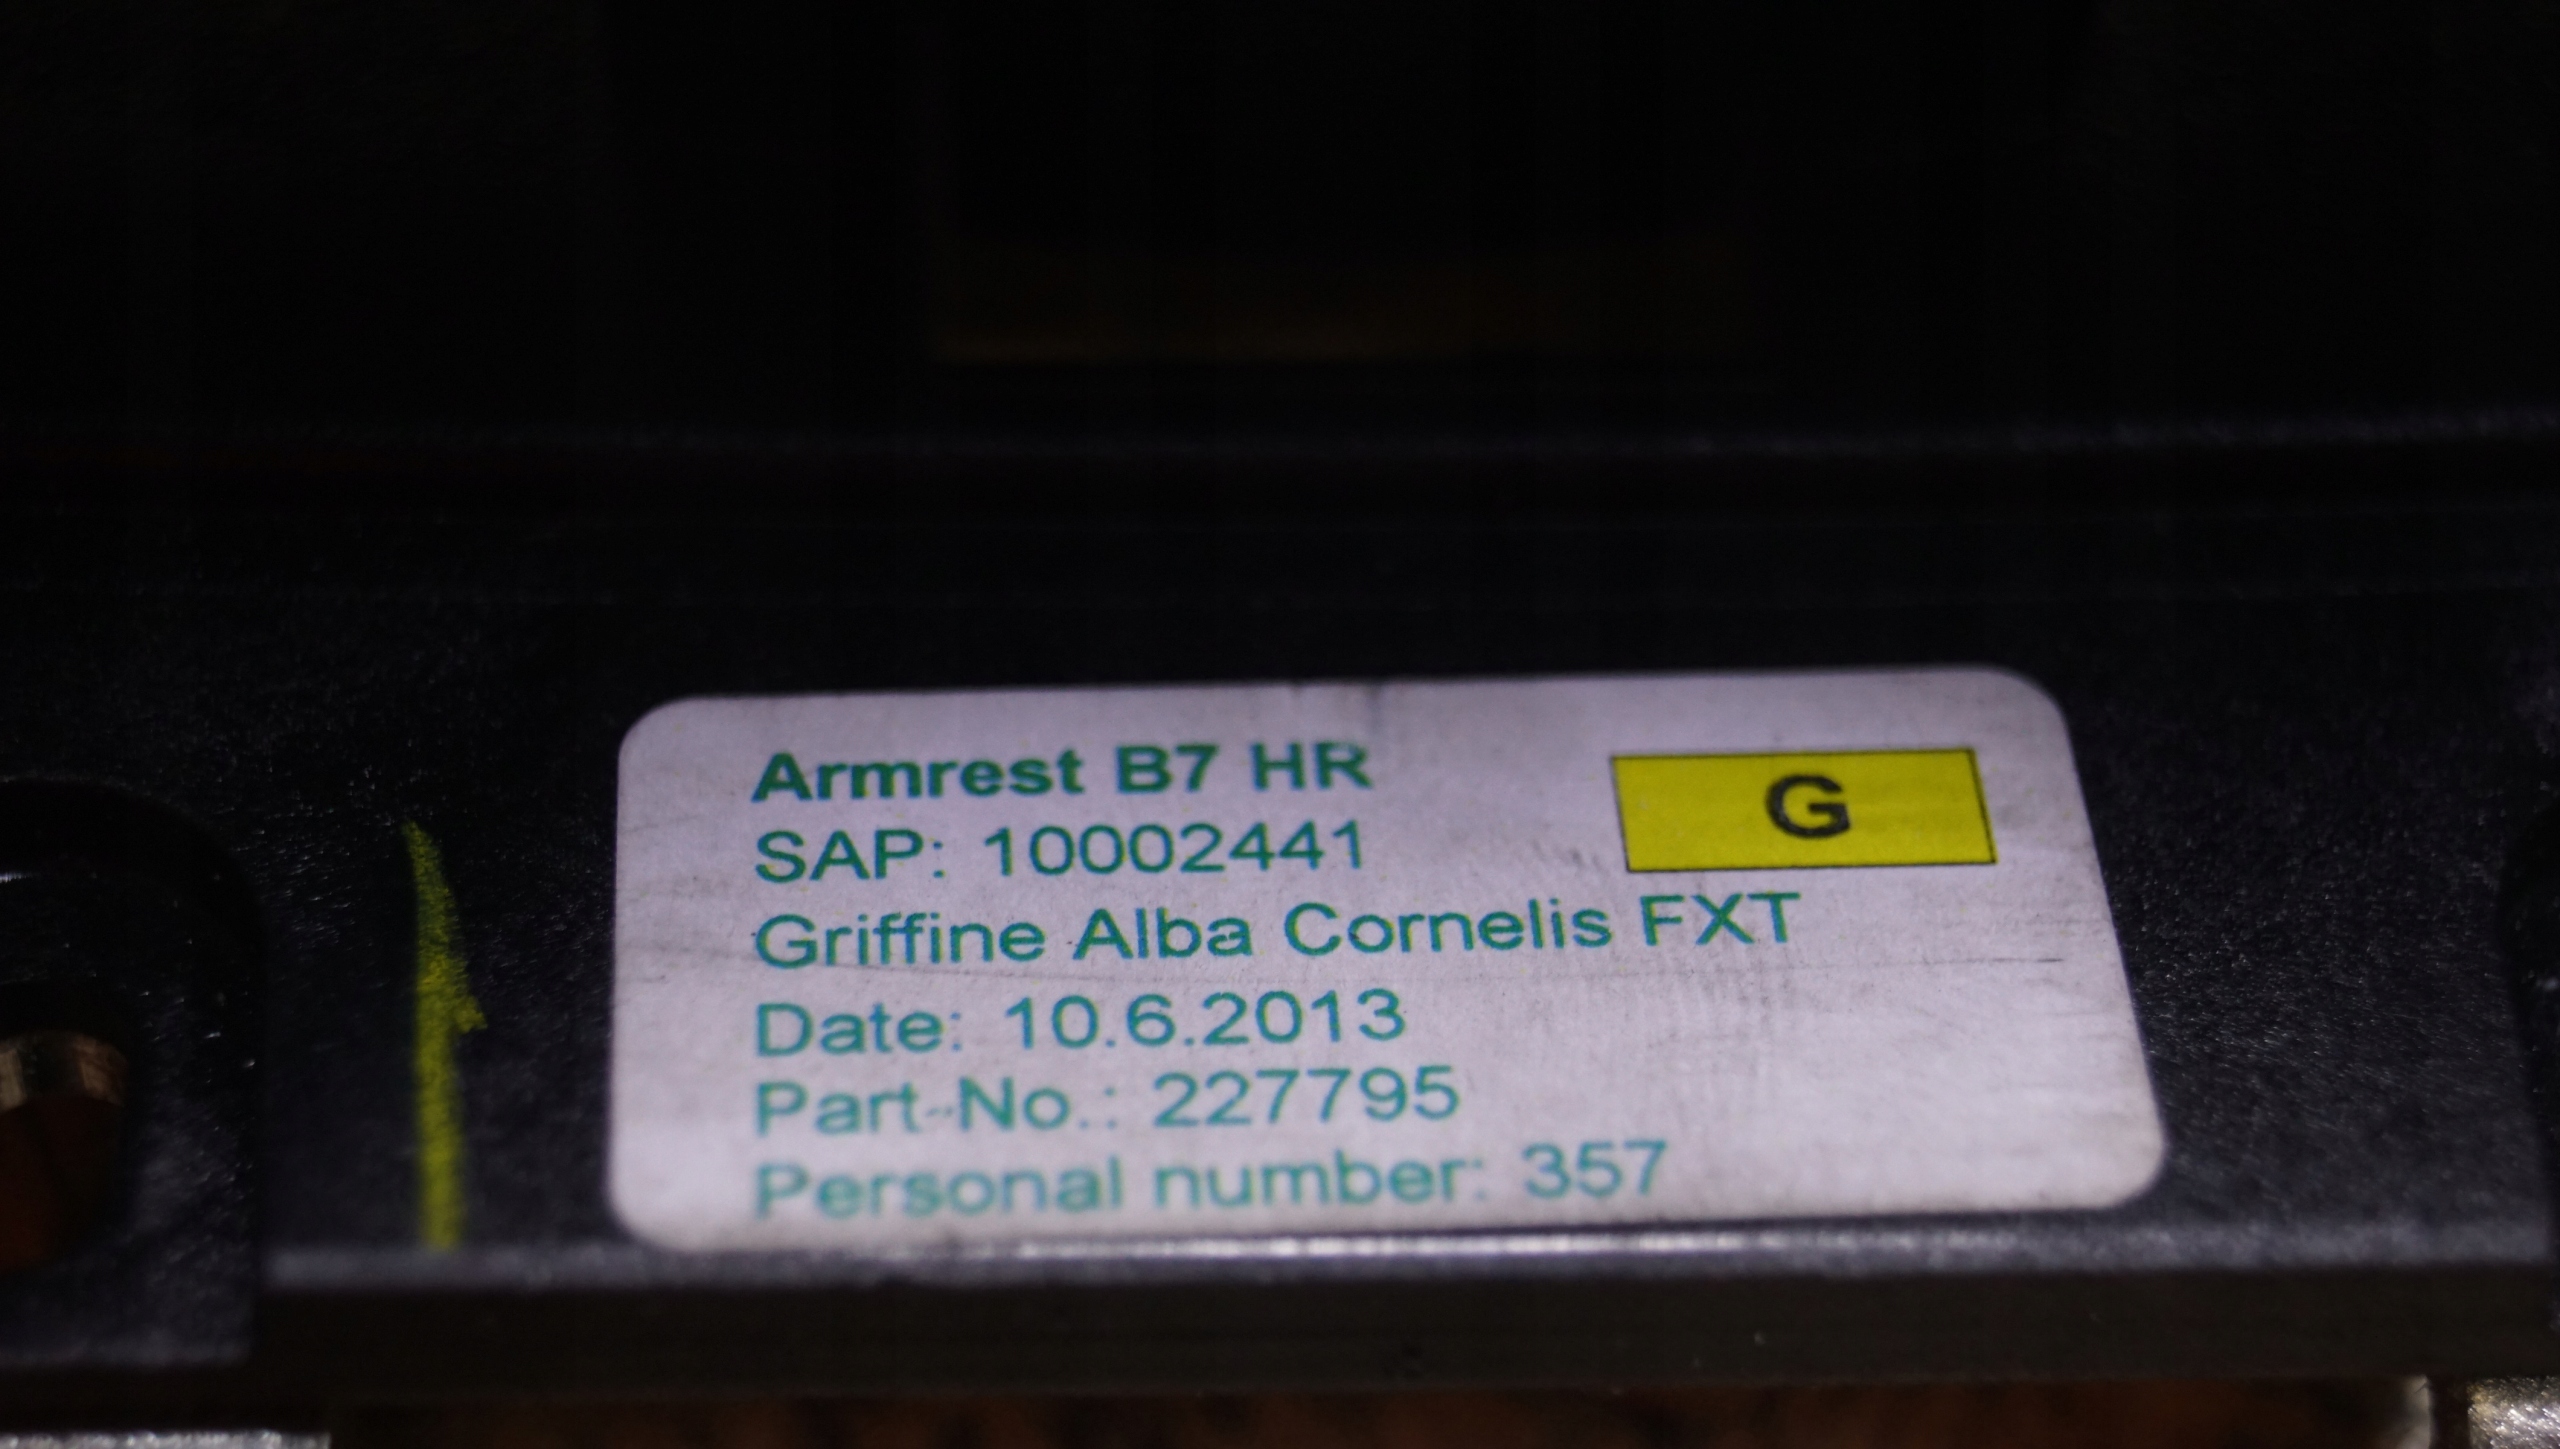 Armrest B7 HR
G
SAP: 10002441
Griffine Alba Cornelis FXT
Date: 10.6.2013
Part-No.: 227795
Personal number: 357